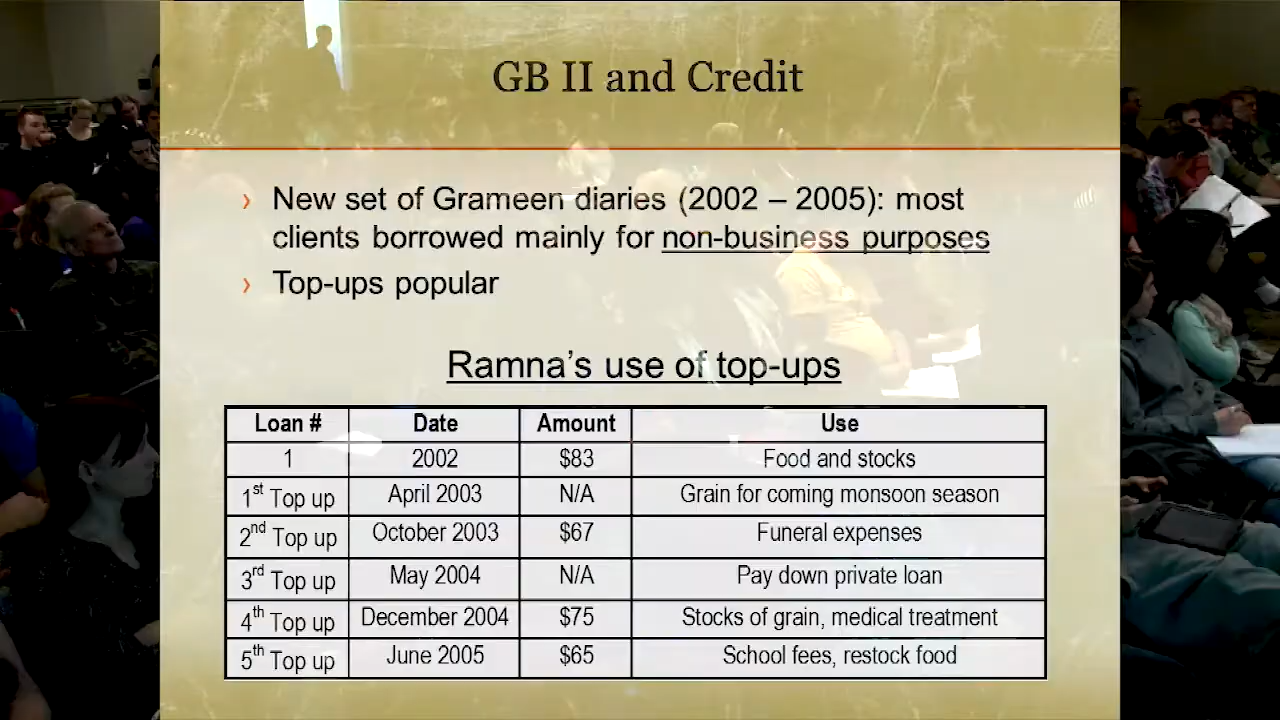 GB II and Credit
› New set of Grameen diaries (2002 – 2005): most
clients borrowed mainly for non-business purposes
› Top-ups popular
Ramna's use of top-ups
Loan # Date Amount Use
1 2002 $83 Food and stocks
1st Top up April 2003 N/A Grain for coming monsoon season
2nd Top up October 2003 $67 Funeral expenses
3rd Top up May 2004 N/A Pay down private loan
4th Top up December 2004 $75 Stocks of grain, medical treatment
5th Top up June 2005 $65 School fees, restock food